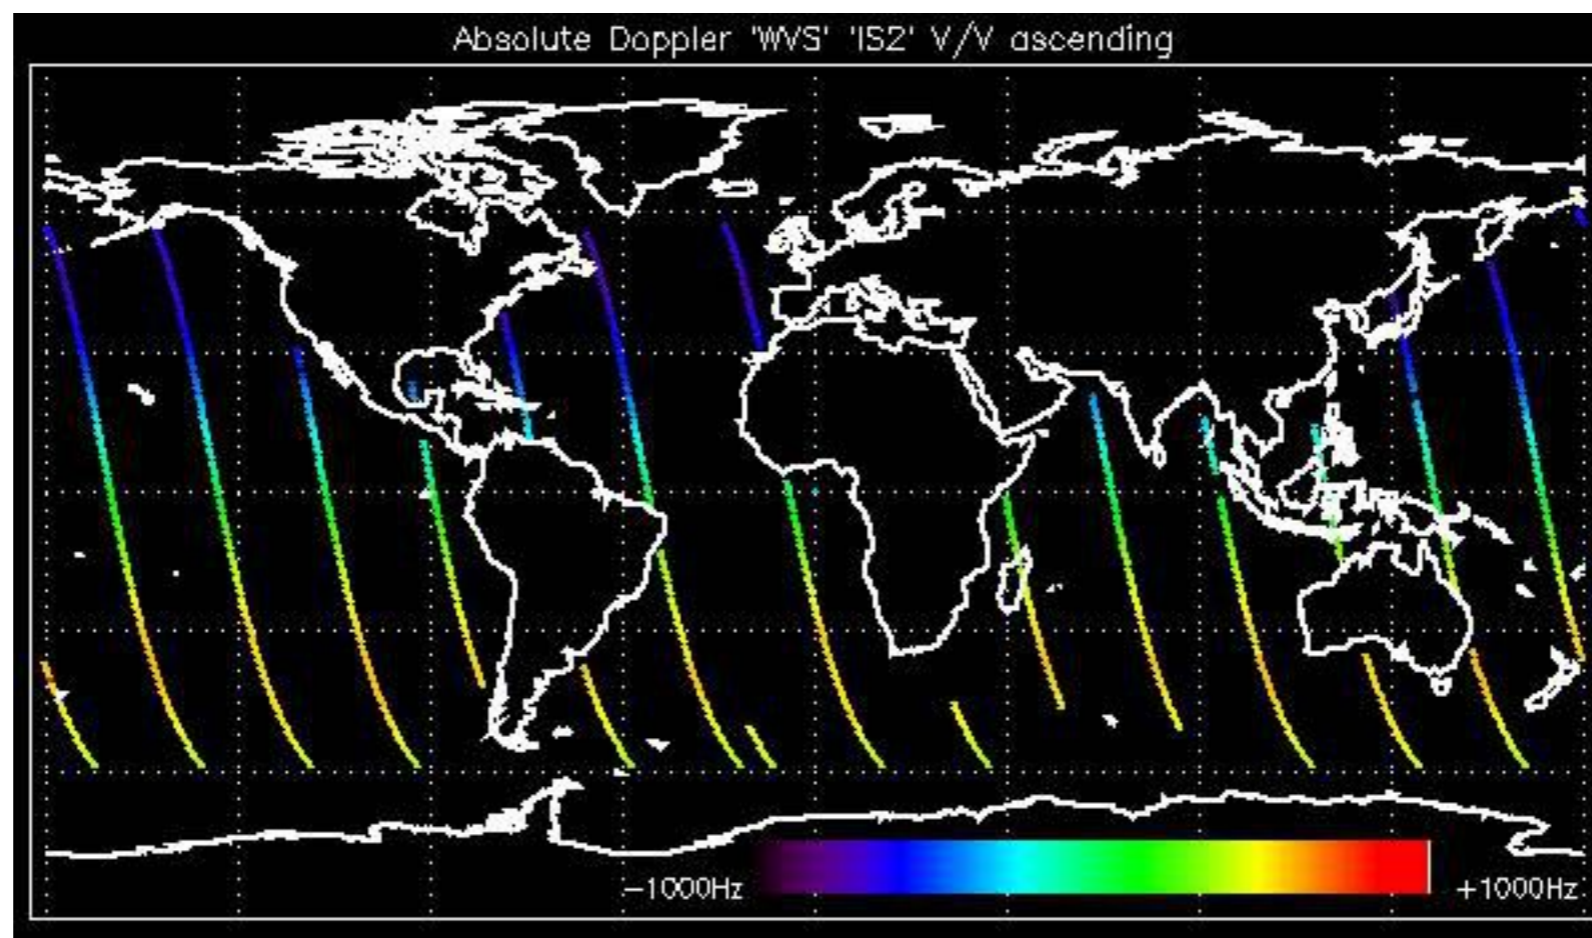 Absolute Doppler 'WVS' 'IS2' V/V ascending
-1000Hz +1000Hz